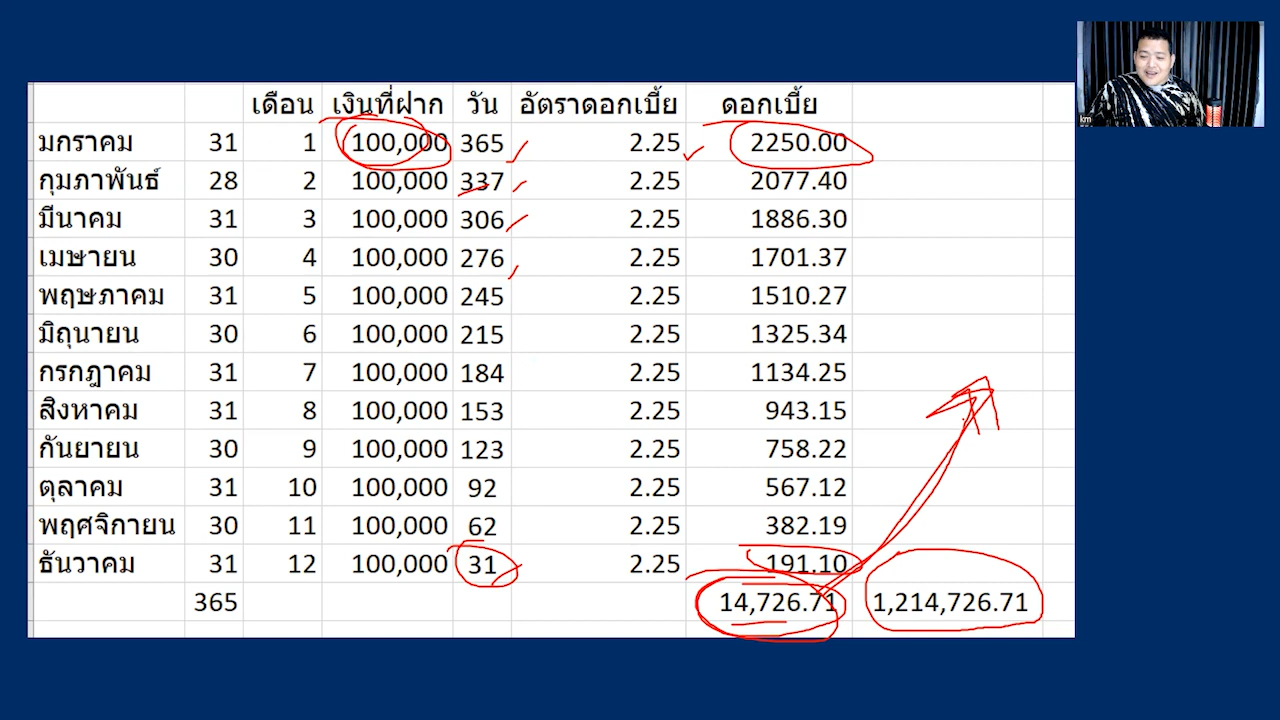 เดือน เงินที่ฝาก วัน อัตราดอกเบี้ย ดอกเบี้ย
มกราคม 31 1 100,000 365 2.25 2250.00
กุมภาพันธ์ 28 2 100,000 337 2.25 2077.40
มีนาคม 31 3 100,000 306 2.25 1886.30
เมษายน 30 4 100,000 276 2.25 1701.37
พฤษภาคม 31 5 100,000 245 2.25 1510.27
มิถุนายน 30 6 100,000 215 2.25 1325.34
กรกฎาคม 31 7 100,000 184 2.25 1134.25
สิงหาคม 31 8 100,000 153 2.25 943.15
กันยายน 30 9 100,000 123 2.25 758.22
ตุลาคม 31 10 100,000 92 2.25 567.12
พฤศจิกายน 30 11 100,000 62 2.25 382.19
ธันวาคม 31 12 100,000 31 2.25 191.10
365 14,726.71 1,214,726.71